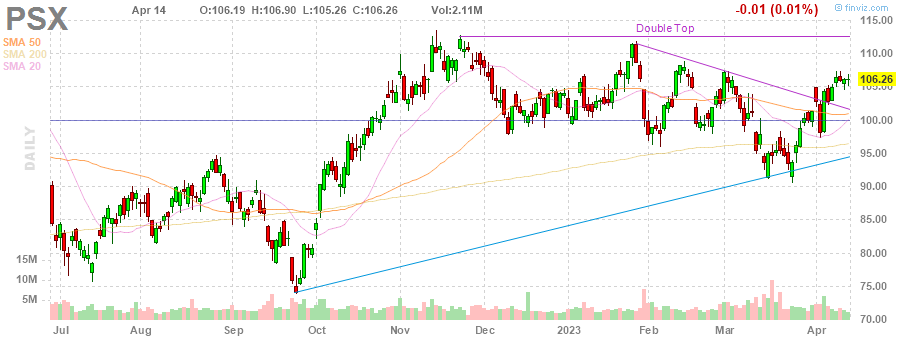 PSX Apr 14 O:106.19 H:106.90 L:105.26 C:106.26 Vol:2.11M -0.01 (0.01%) © finviz.com
SMA 50
SMA 200
SMA 20
Double Top
DAILY
115.00
110.00
106.26
105.00
100.00
95.00
90.00
85.00
80.00
75.00
70.00
15M
10M
5M
Jul Aug Sep Oct Nov Dec 2023 Feb Mar Apr